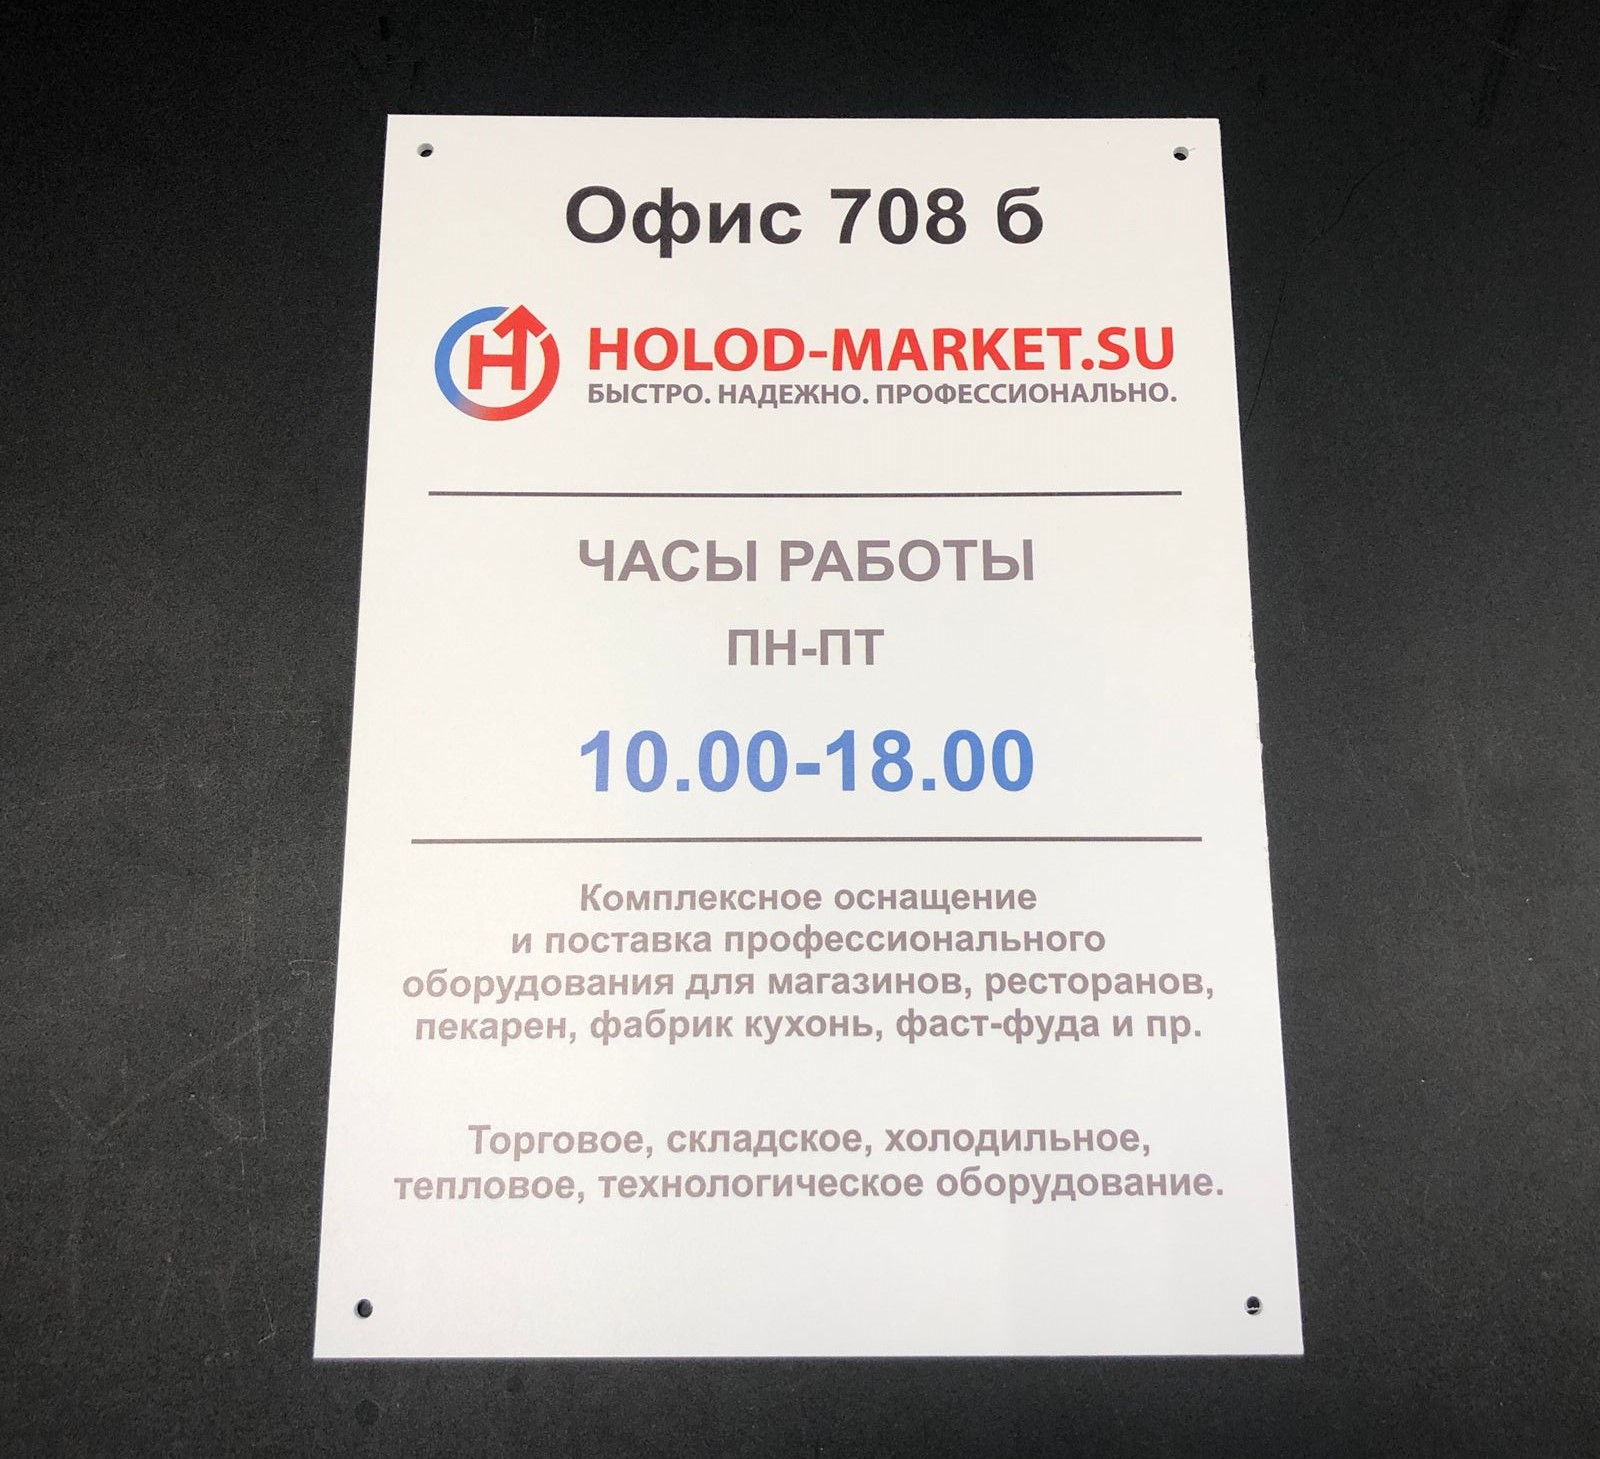 Офис 708 б
H
HOLOD-MARKET.SU
БЫСТРО. НАДЕЖНО. ПРОФЕССИОНАЛЬНО.
ЧАСЫ РАБОТЫ
ПН-ПТ
10.00-18.00
Комплексное оснащение
и поставка профессионального
оборудования для магазинов, ресторанов,
пекарен, фабрик кухонь, фаст-фуда и пр.
Торговое, складское, холодильное,
тепловое, технологическое оборудование.